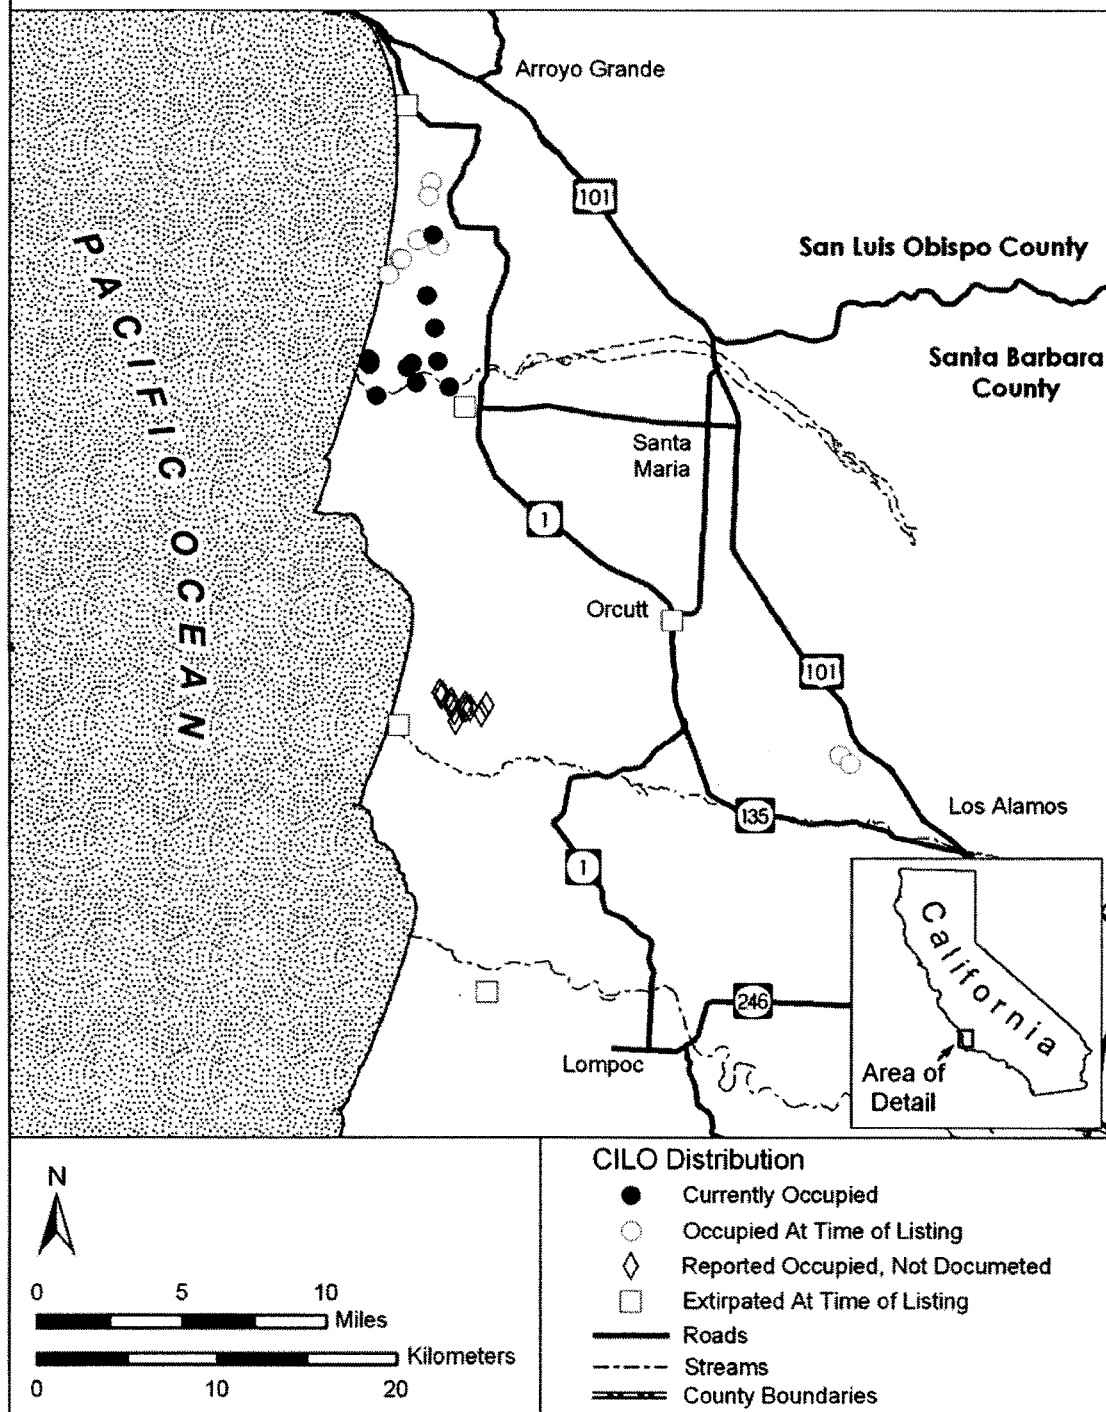 Arroyo Grande
101
San Luis Obispo County
Santa Barbara
County
PACIFIC OCEAN
Santa
Maria
1
Orcutt
101
Los Alamos
135
1
California
246
Lompoc
Area of
Detail
N
0 5 10
Miles
Kilometers
0 10 20
CILO Distribution
Currently Occupied
Occupied At Time of Listing
Reported Occupied, Not Documeted
Extirpated At Time of Listing
Roads
Streams
County Boundaries